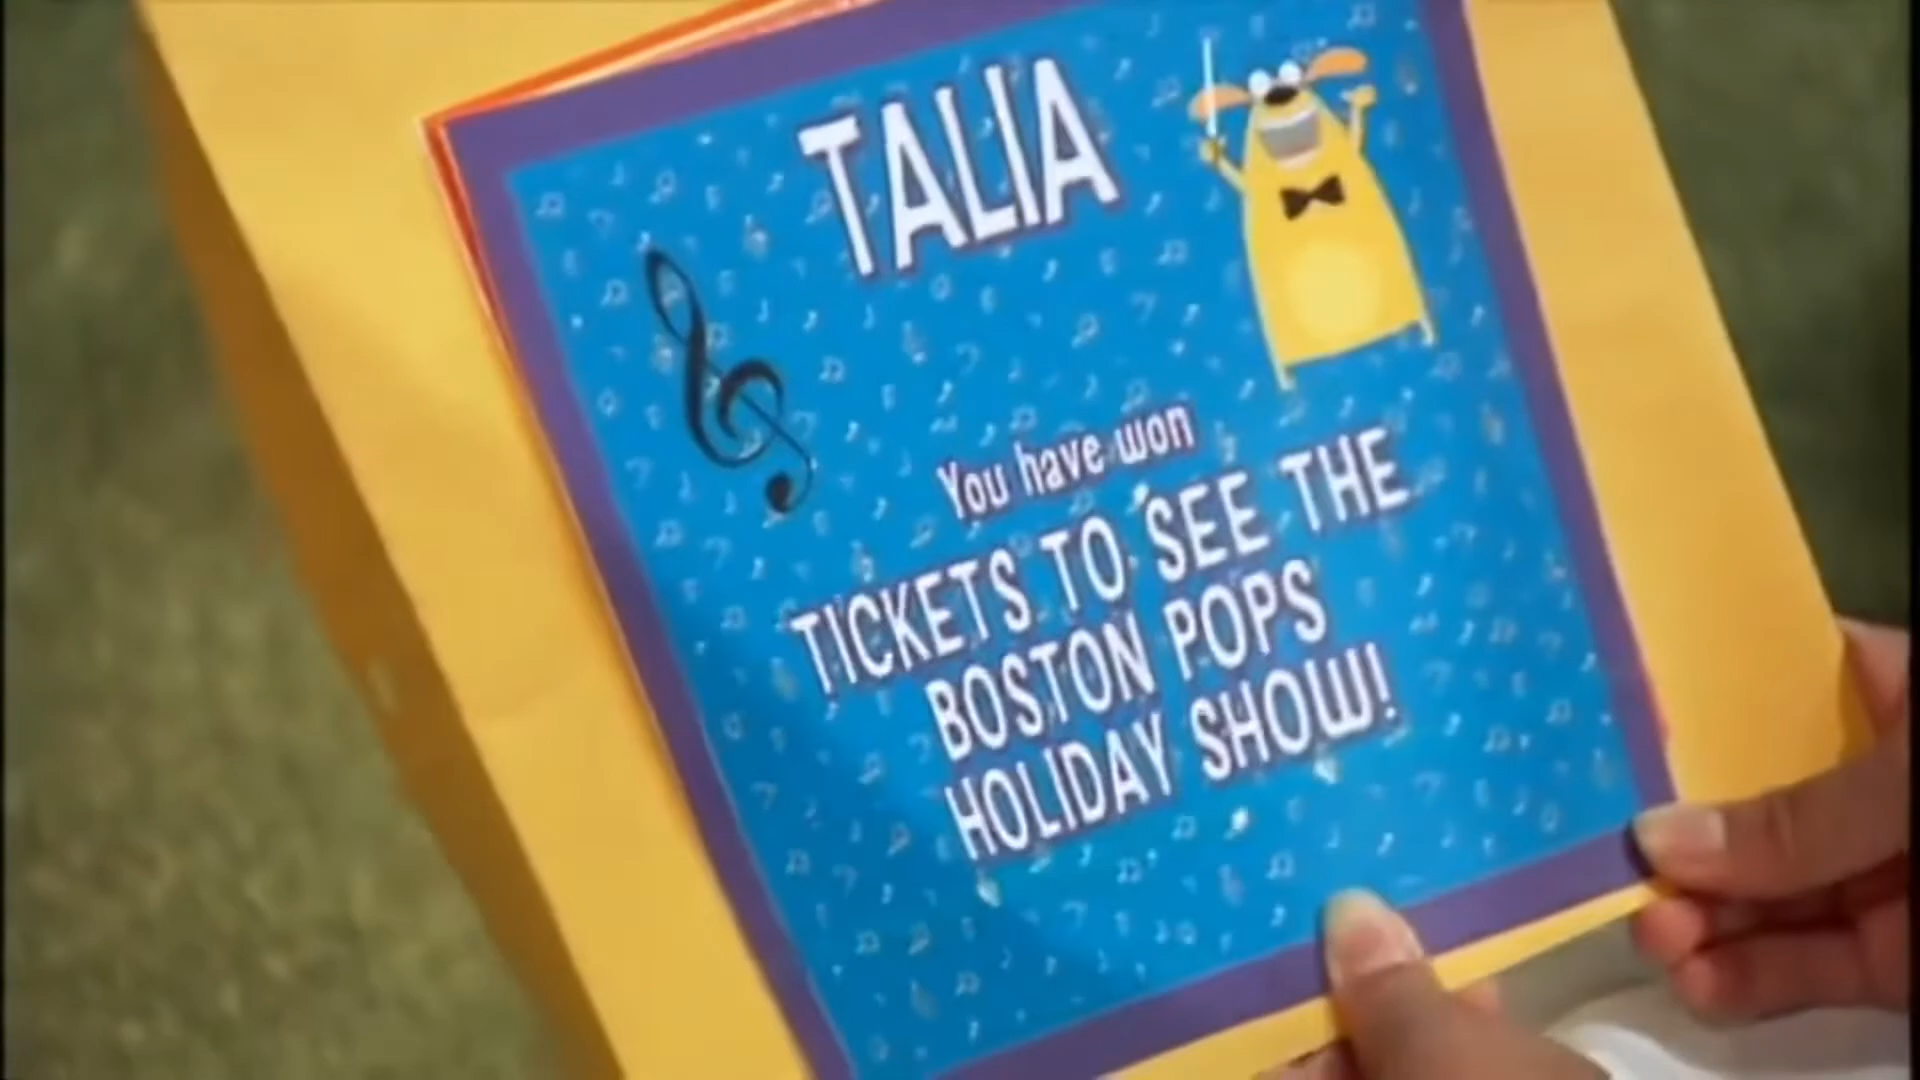 TALIA
You have won
TICKETS TO SEE THE
BOSTON POPS
HOLIDAY SHOW!